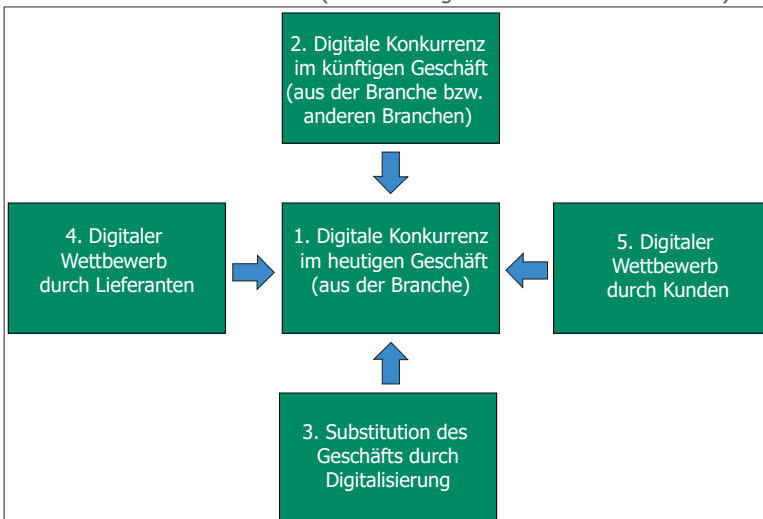 2. Digitale Konkurrenz
im künftigen Geschäft
(aus der Branche bzw.
anderen Branchen)
4. Digitaler
Wettbewerb
durch Lieferanten
1. Digitale Konkurrenz
im heutigen Geschäft
(aus der Branche)
5. Digitaler
Wettbewerb
durch Kunden
3. Substitution des
Geschäfts durch
Digitalisierung